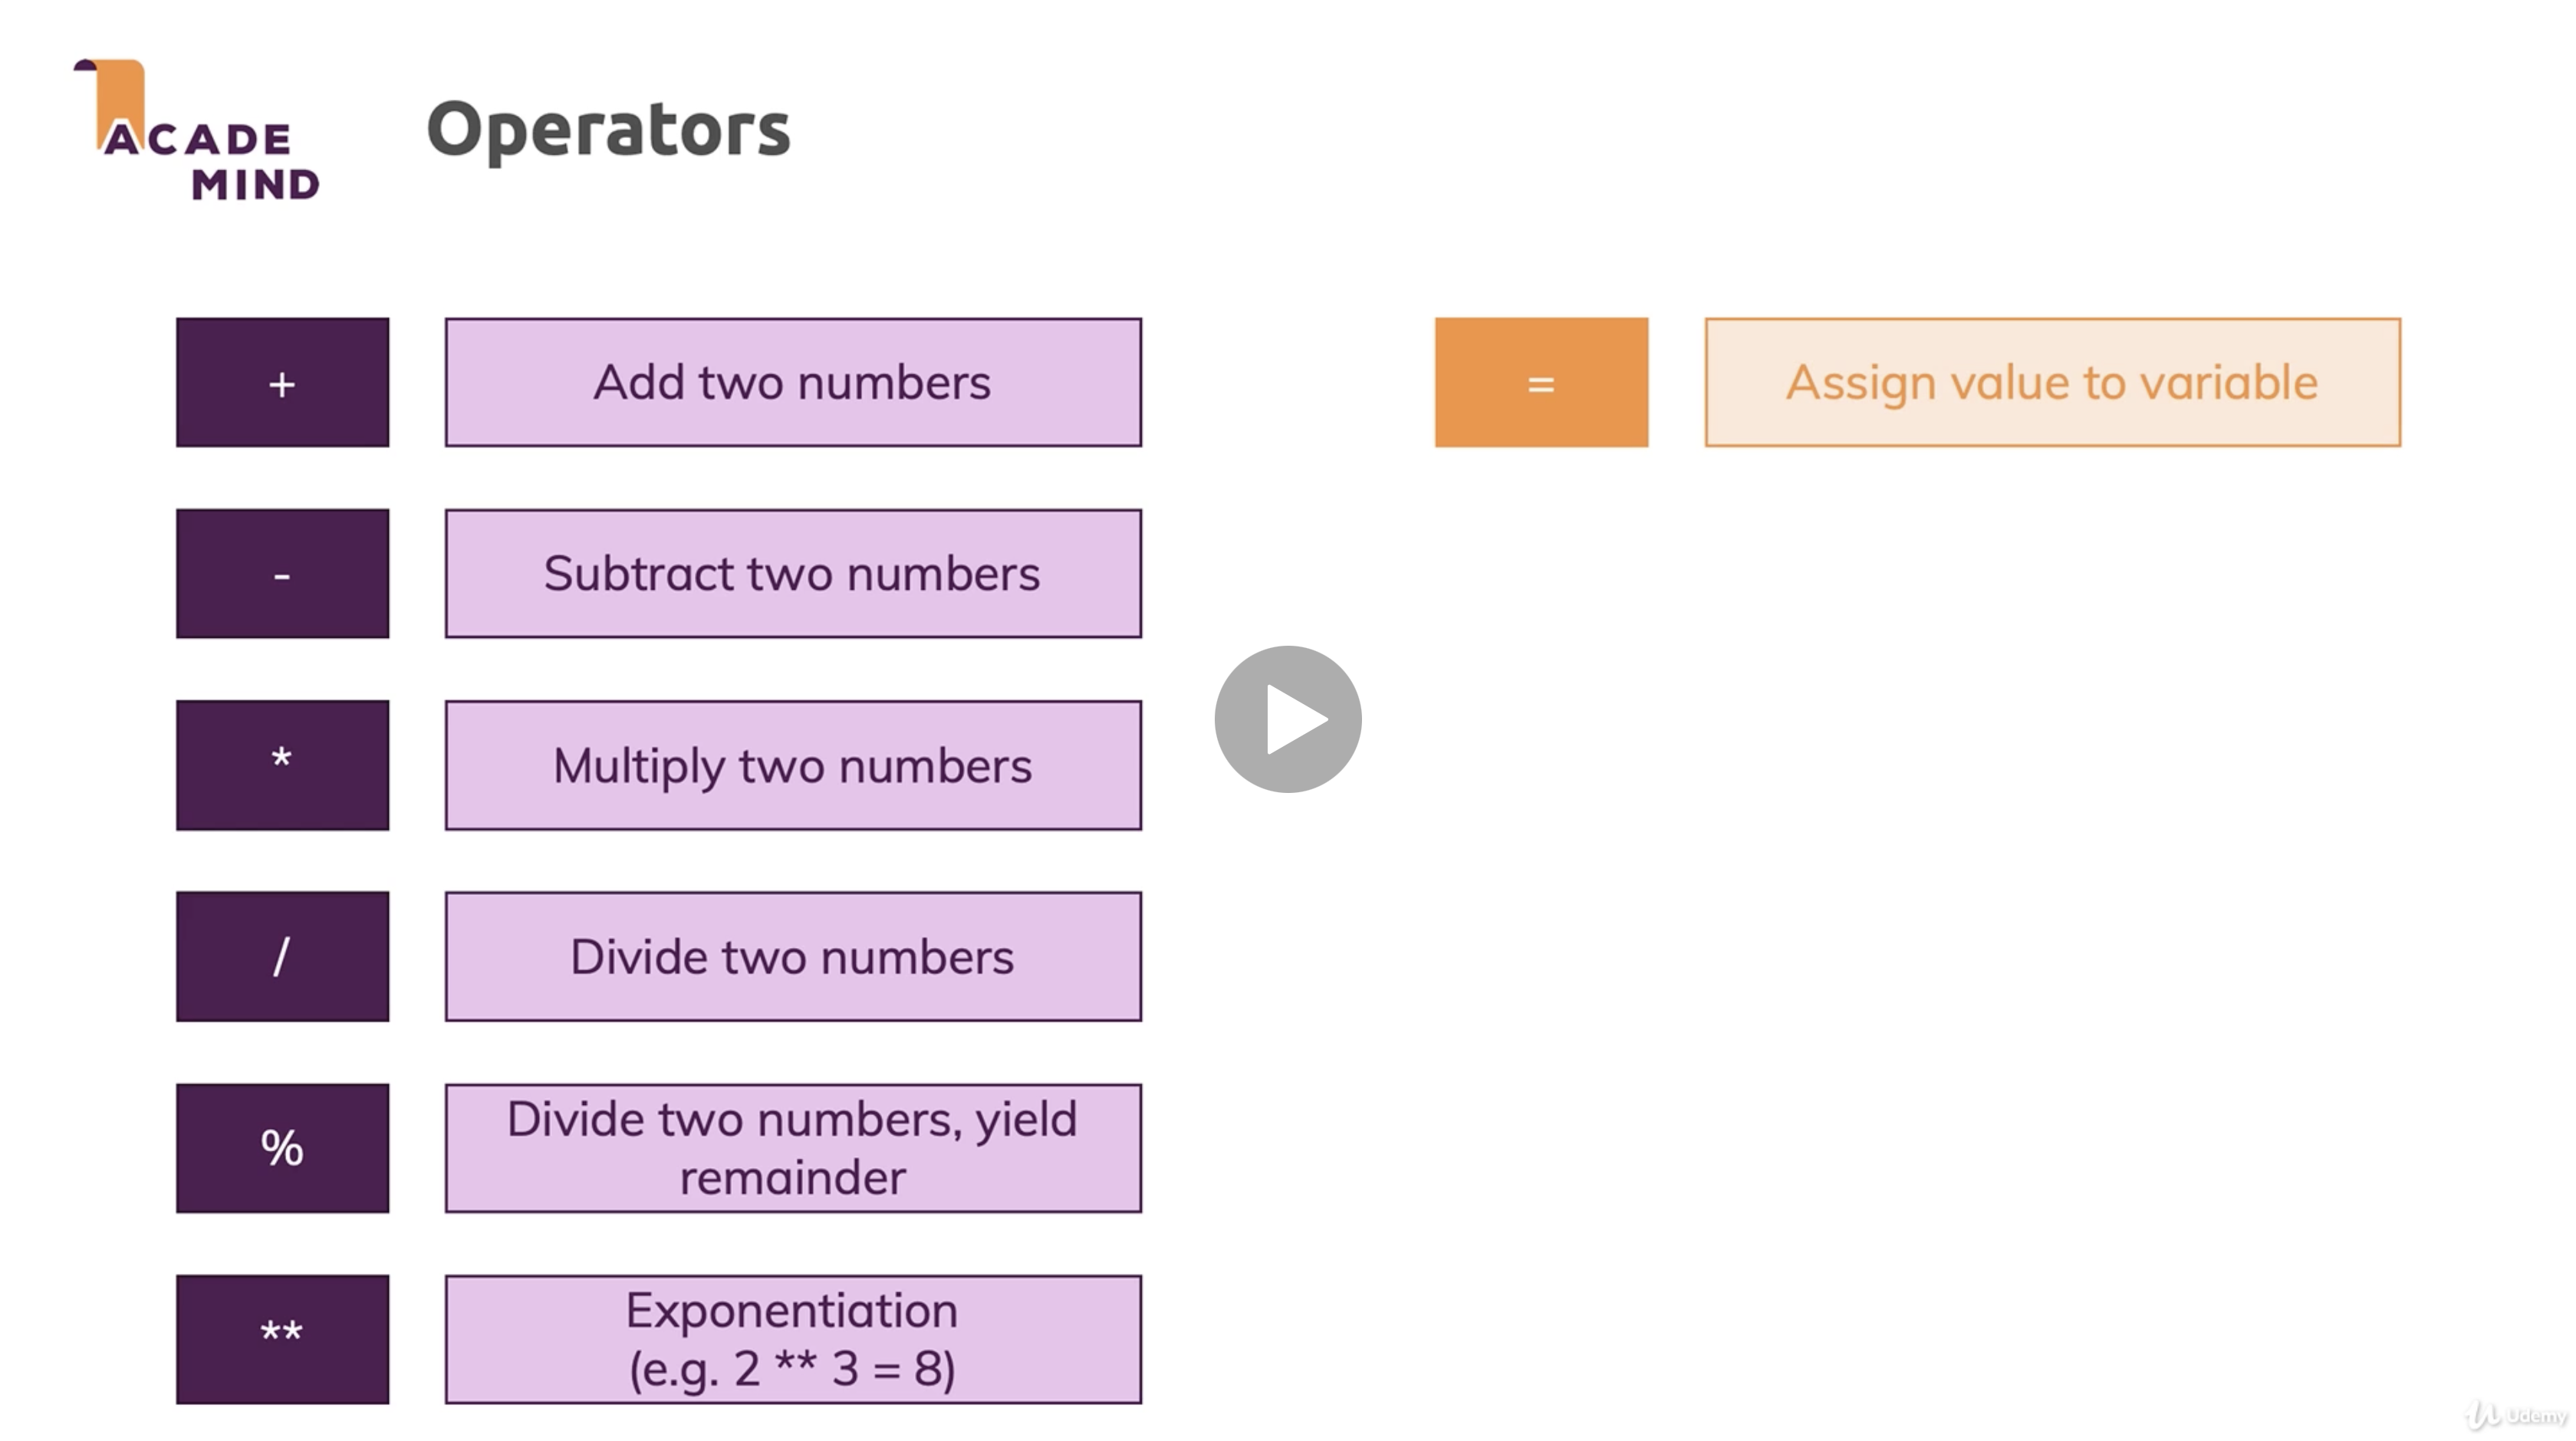 ACADE
MIND
Operators
+
Add two numbers
=
Assign value to variable
-
Subtract two numbers
*
Multiply two numbers
/
Divide two numbers
%
Divide two numbers, yield
remainder
**
Exponentiation
(e.g. 2 ** 3 = 8)
Udemy